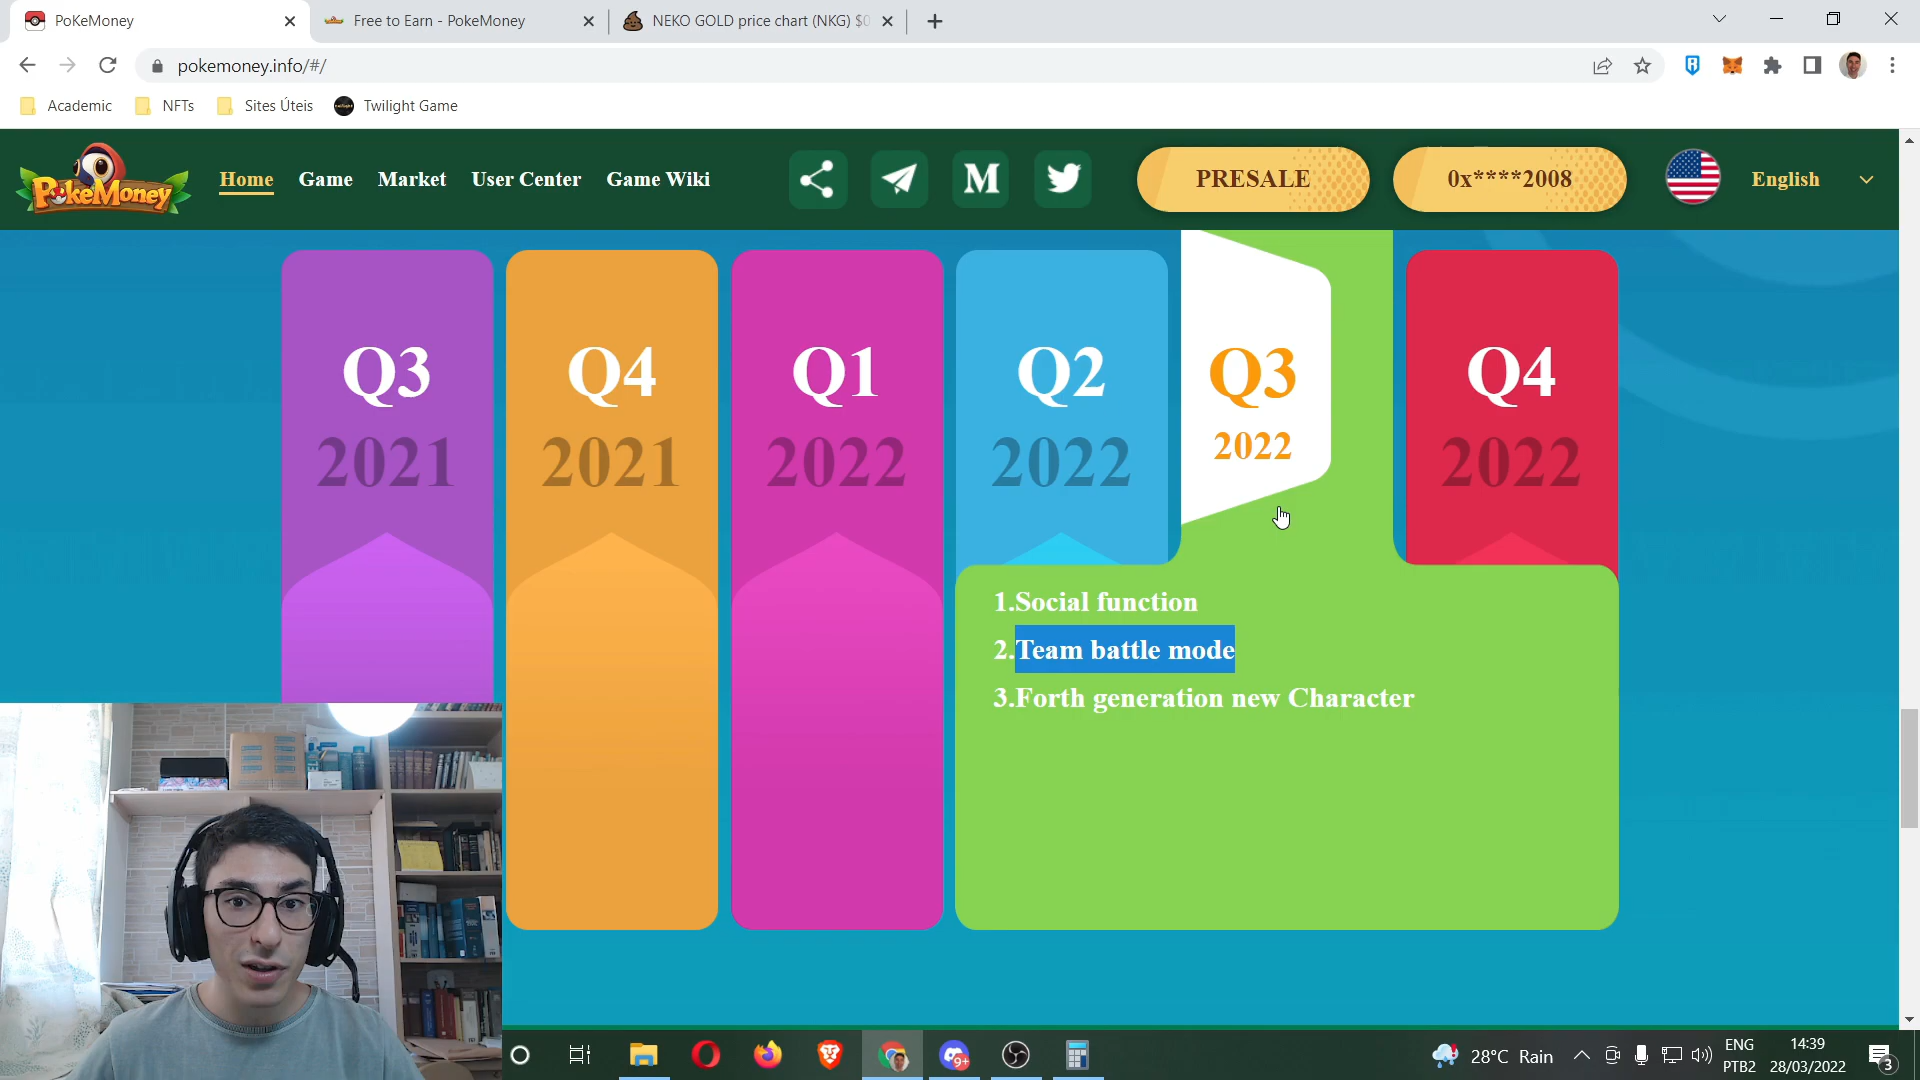 PoKeMoney
Free to Earn - PokeMoney
NEKO GOLD price chart (NKG) $0
pokemoney.info/#/
Academic
NFTs
Sites Úteis
Twilight Game
PokeMoney
Home
Game
Market
User Center
Game Wiki
M
PRESALE
0x****2008
English
Q3
2021
Q4
2021
Q1
2022
Q2
2022
Q3
2022
Q4
2022
1.Social function
2.Team battle mode
3.Forth generation new Character
9+
28°C Rain
ENG
PTB2
14:39
28/03/2022
3